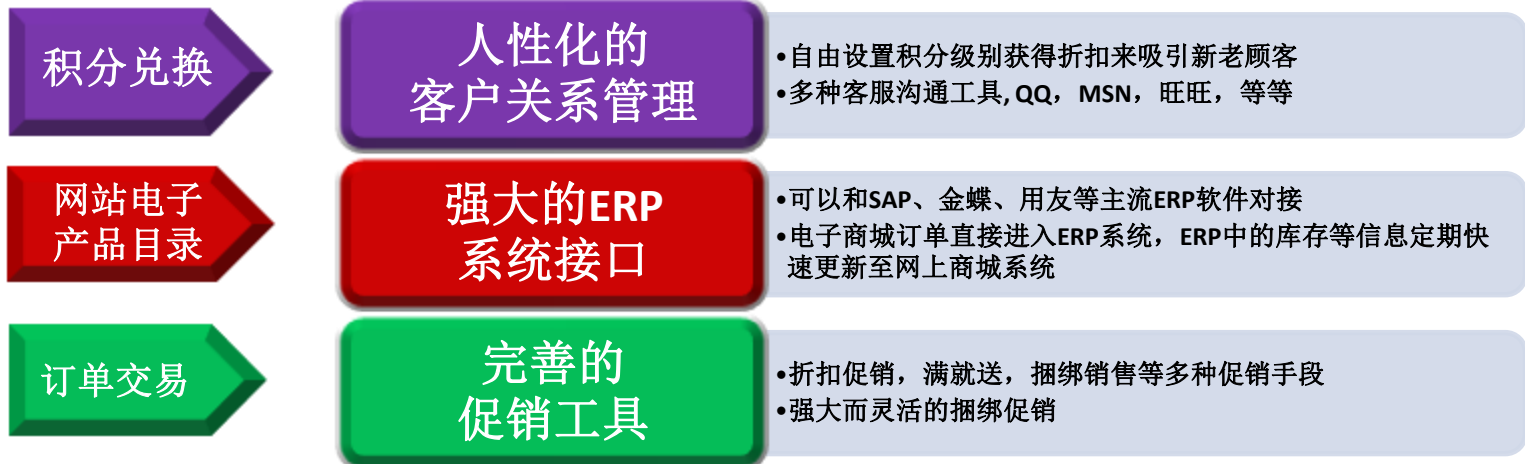 积分兑换
人性化的
客户关系管理
•自由设置积分级别获得折扣来吸引新老顾客
•多种客服沟通工具, QQ，MSN，旺旺，等等
网站电子
产品目录
强大的ERP
系统接口
•可以和SAP、金蝶、用友等主流ERP软件对接
•电子商城订单直接进入ERP系统，ERP中的库存等信息定期快
速更新至网上商城系统
订单交易
完善的
促销工具
•折扣促销，满就送，捆绑销售等多种促销手段
•强大而灵活的捆绑促销